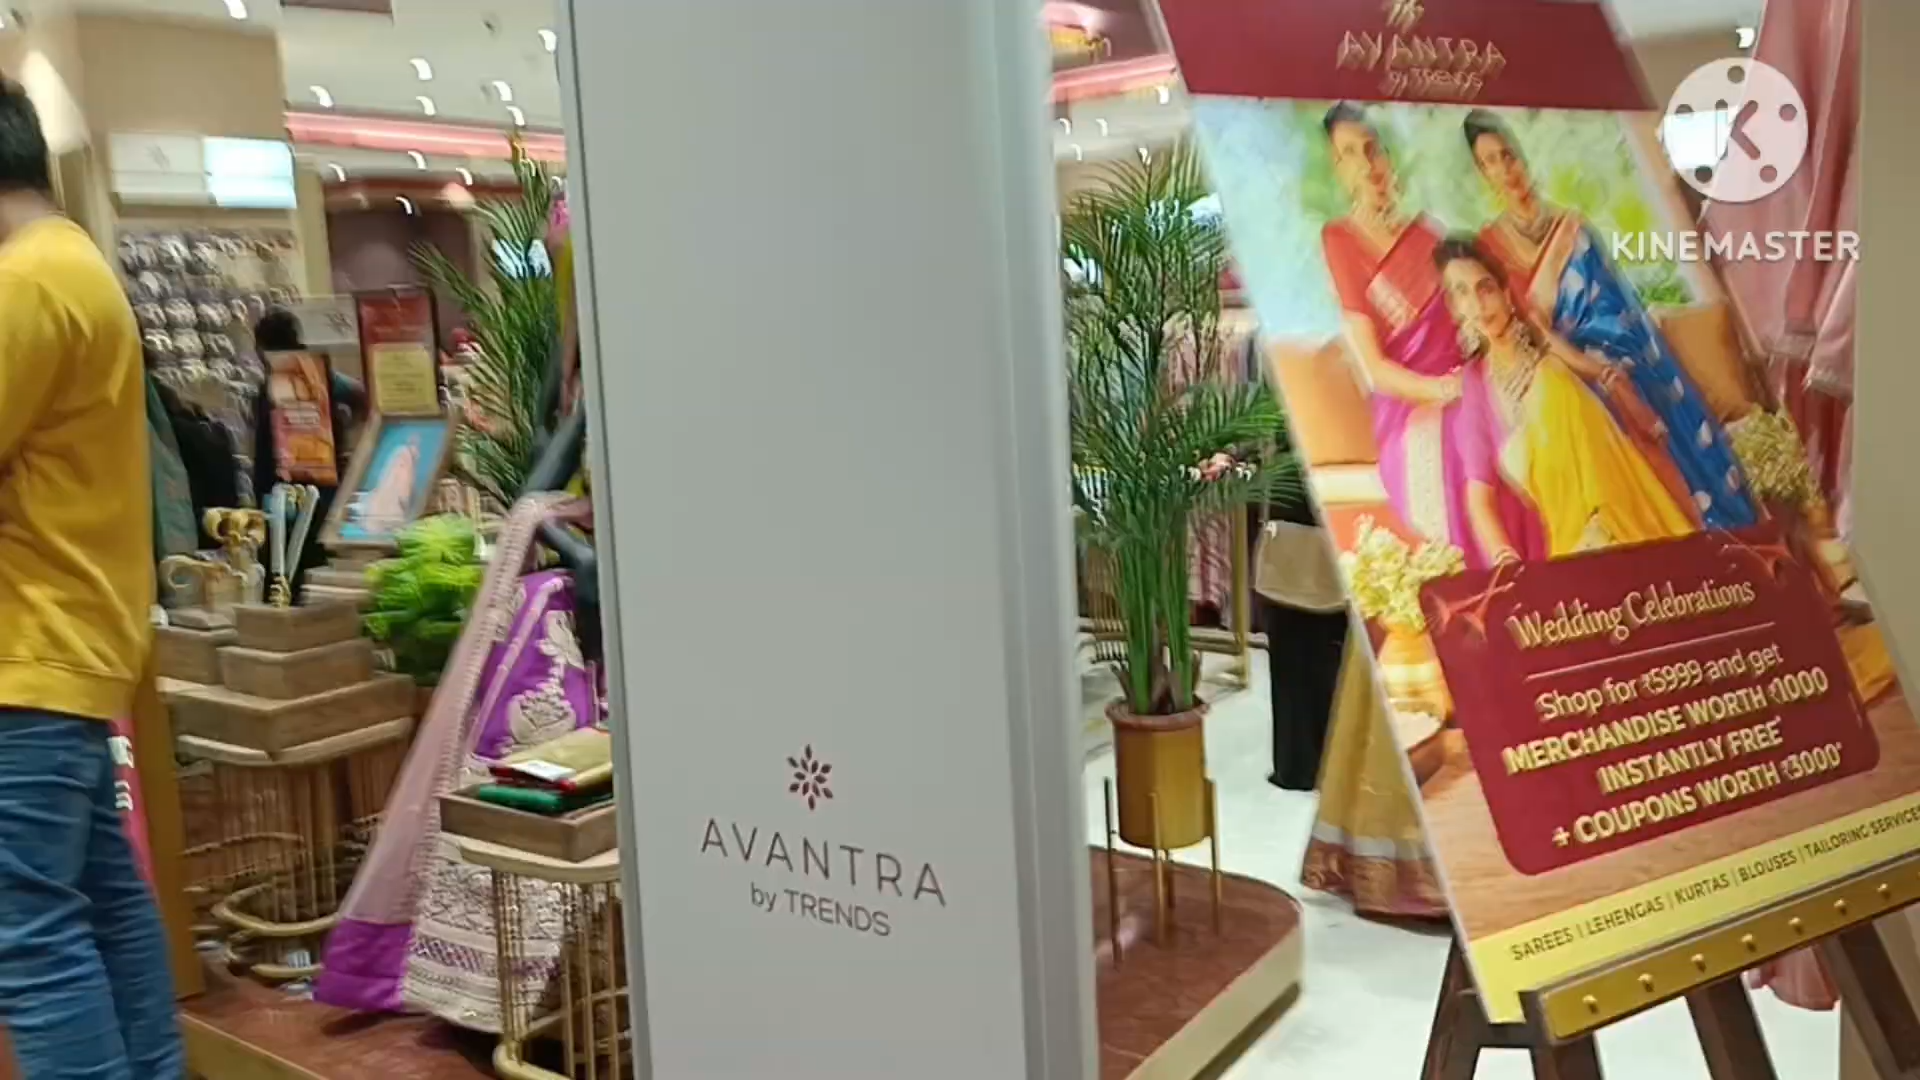 AVANTRA
by TRENDS
AVANTRA
by TRENDS
Wedding Celebrations
Shop for ₹5999 and get
MERCHANDISE WORTH ₹1000
INSTANTLY FREE*
+ COUPONS WORTH ₹3000*
SAREES | LEHENGAS | KURTAS | BLOUSES | TAILORING SERVICES
KINEMASTER